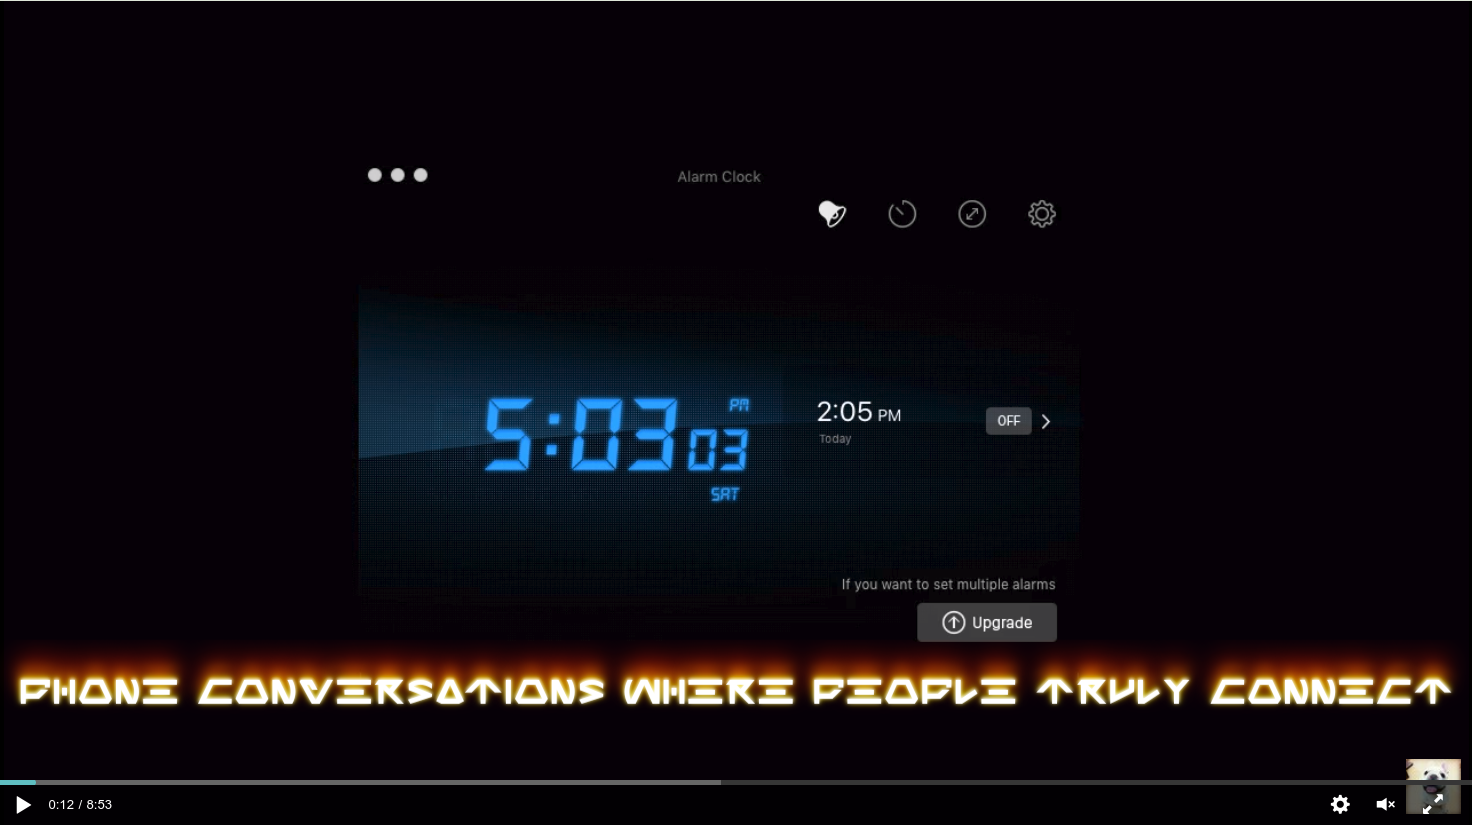 Alarm Clock
PM
5:03 03
SAT
2:05 PM
Today
OFF
If you want to set multiple alarms
Upgrade
PHONE CONVERSATIONS WHERE PEOPLE TRULY CONNECT
0:12 / 8:53